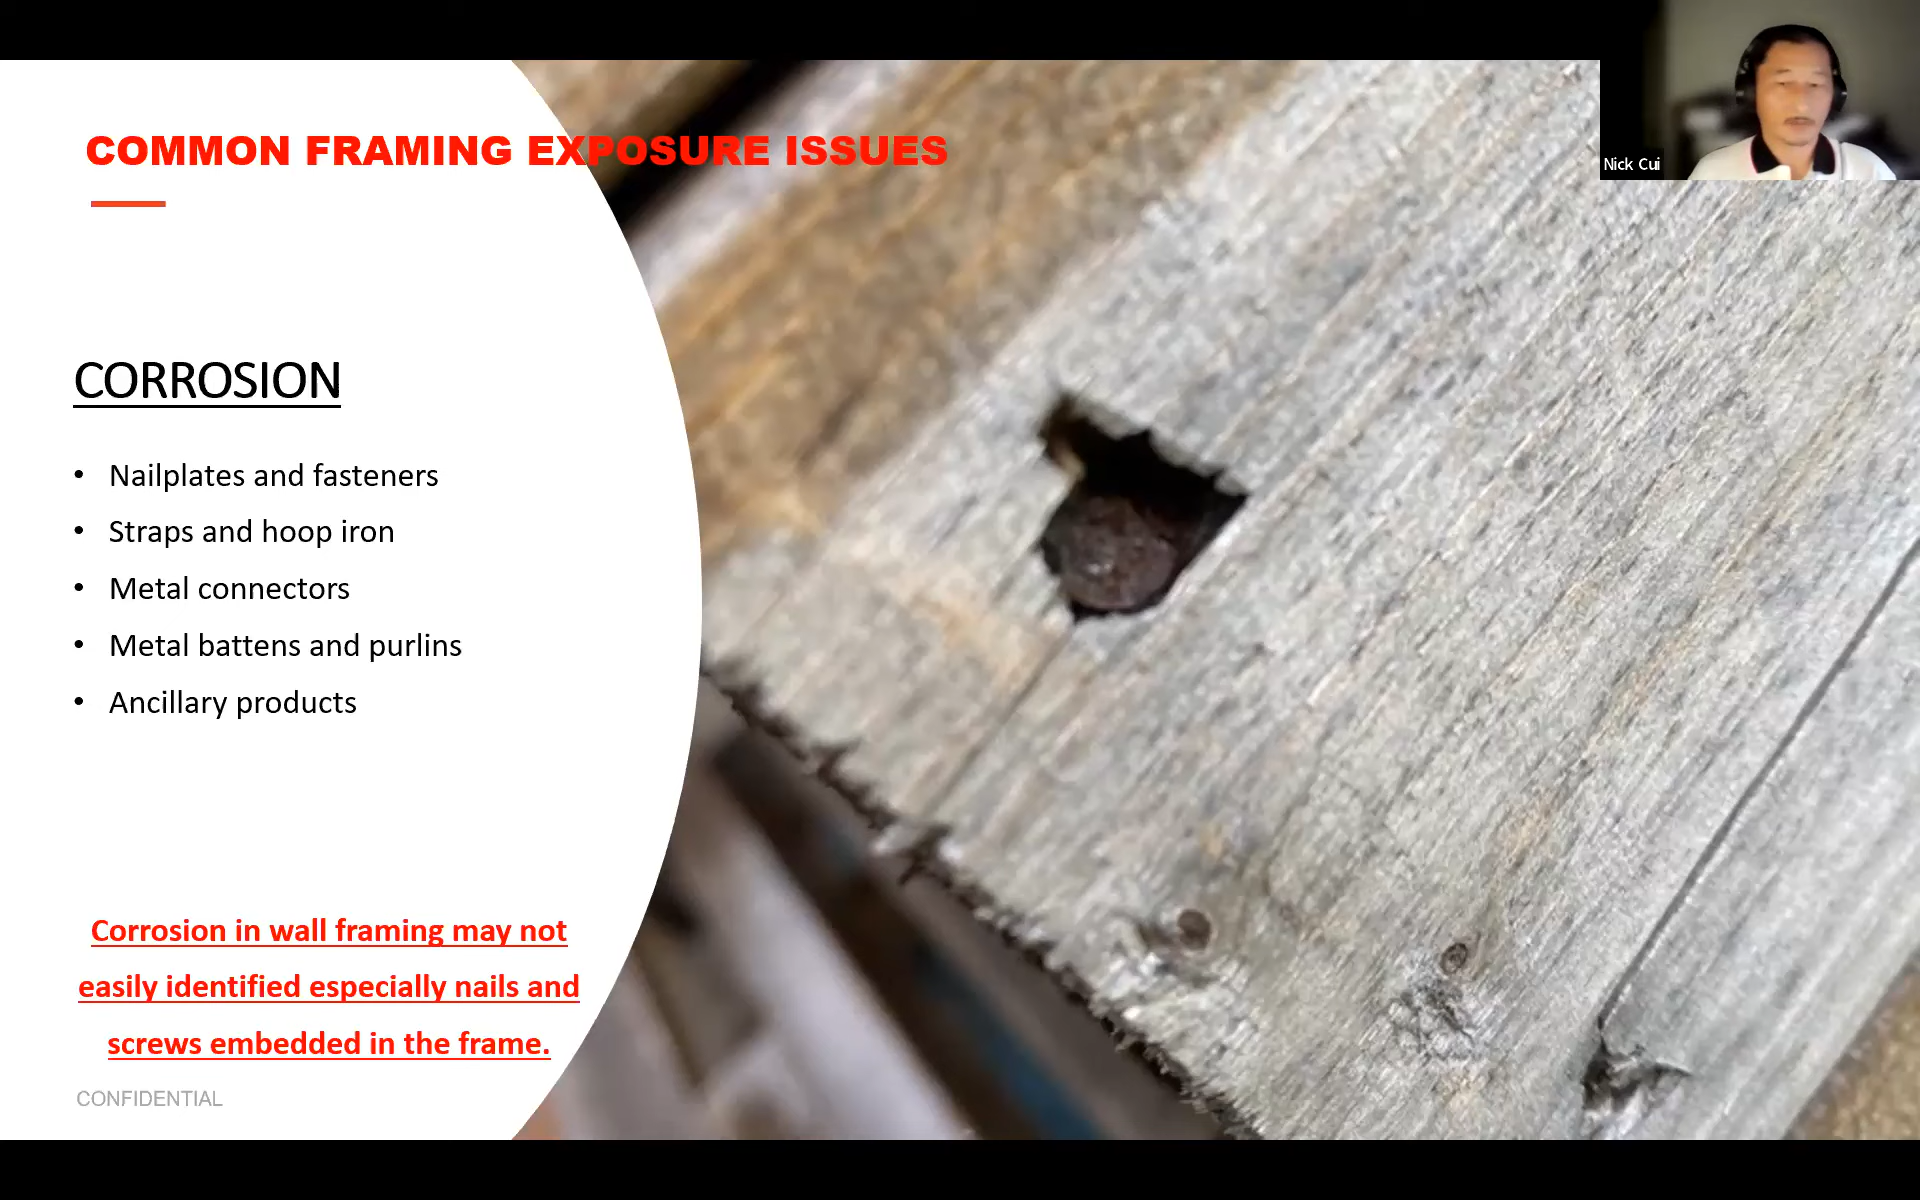 COMMON FRAMING EXPOSURE ISSUES
Nick Cui
CORROSION
• Nailplates and fasteners
• Straps and hoop iron
• Metal connectors
• Metal battens and purlins
• Ancillary products
Corrosion in wall framing may not
easily identified especially nails and
screws embedded in the frame.
CONFIDENTIAL